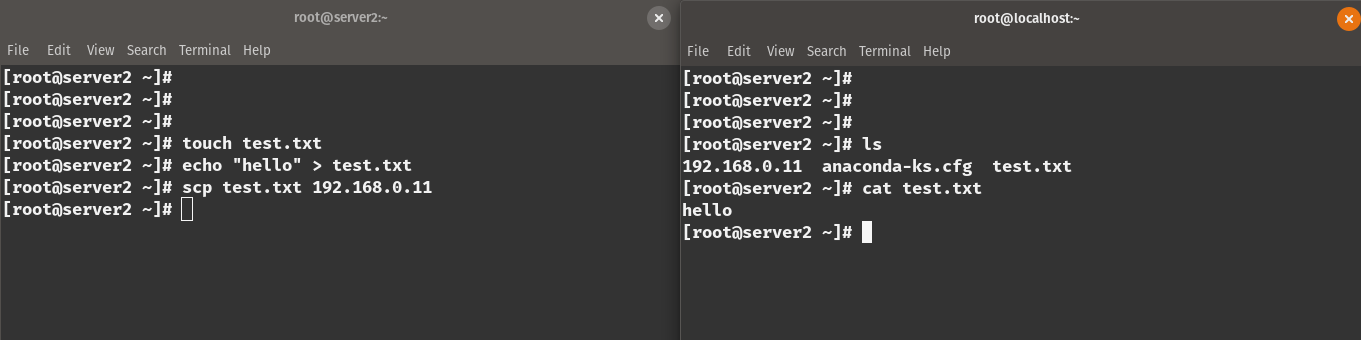 root@server2:~
File Edit View Search Terminal Help
[root@server2 ~]#
[root@server2 ~]#
[root@server2 ~]#
[root@server2 ~]# touch test.txt
[root@server2 ~]# echo "hello" > test.txt
[root@server2 ~]# scp test.txt 192.168.0.11
[root@server2 ~]#
root@localhost:~
File Edit View Search Terminal Help
[root@server2 ~]#
[root@server2 ~]#
[root@server2 ~]#
[root@server2 ~]# ls
192.168.0.11  anaconda-ks.cfg  test.txt
[root@server2 ~]# cat test.txt
hello
[root@server2 ~]#